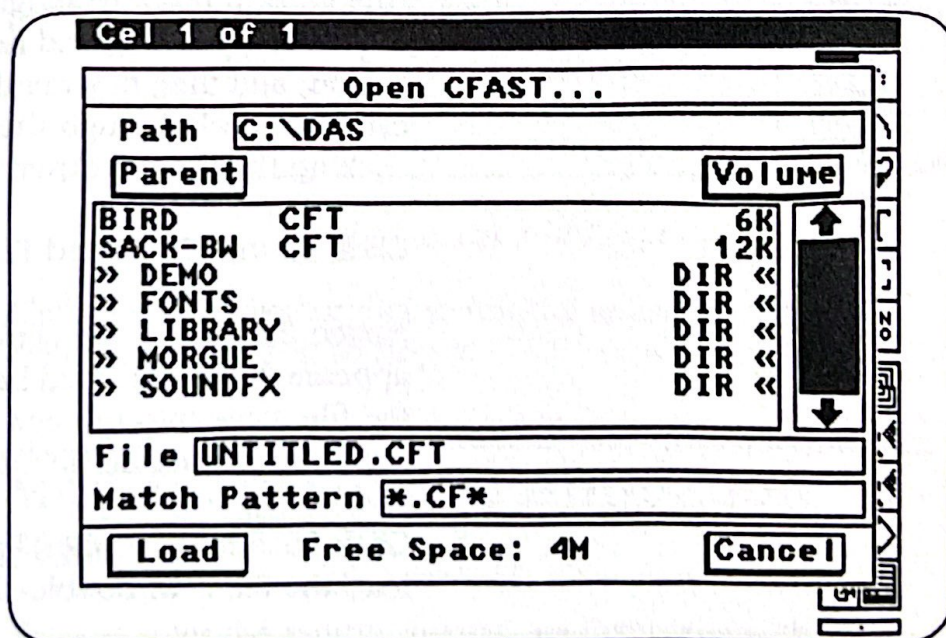 Cel 1 of 1
Open CFAST...
Path C:\DAS
Parent Volume
BIRD CFT 6K
SACK-BW CFT 12K
» DEMO DIR «
» FONTS DIR «
» LIBRARY DIR «
» MORGUE DIR «
» SOUNDFX DIR «
File UNTITLED.CFT
Match Pattern *.CF*
Load Free Space: 4M Cancel